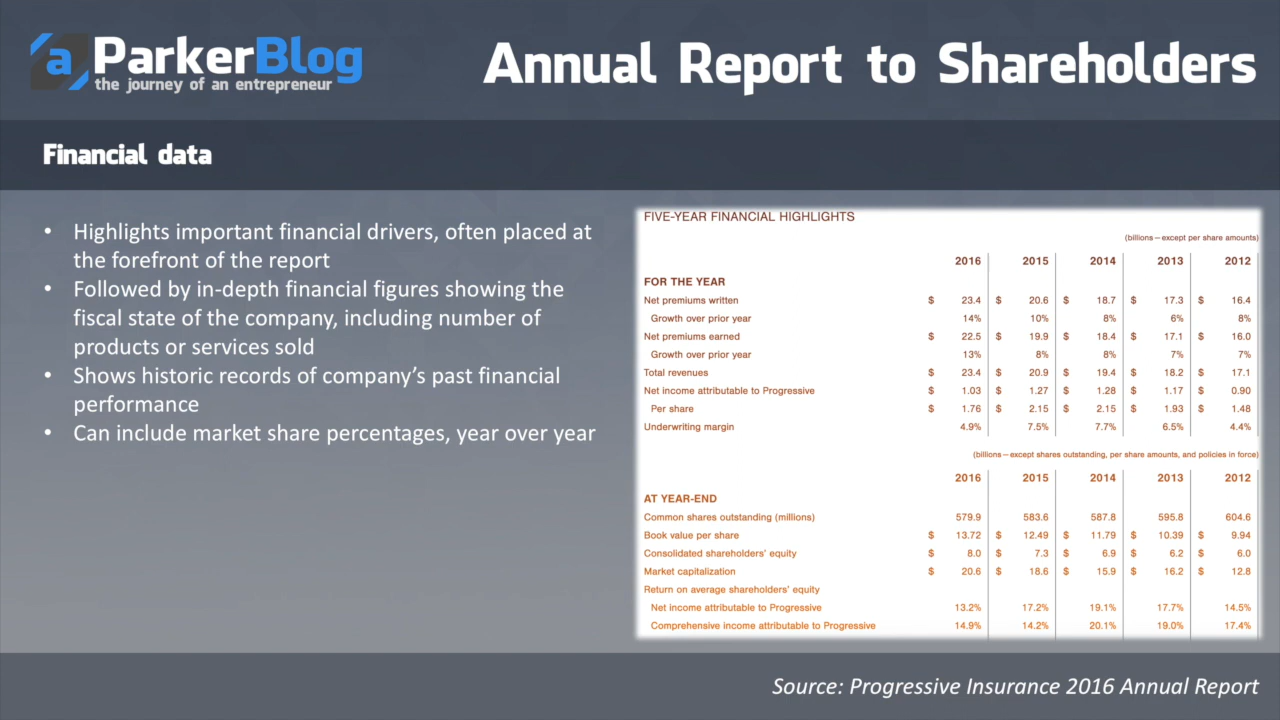 a ParkerBlog
the journey of an entrepreneur
Annual Report to Shareholders
Financial data
• Highlights important financial drivers, often placed at
the forefront of the report
• Followed by in-depth financial figures showing the
fiscal state of the company, including number of
products or services sold
• Shows historic records of company's past financial
performance
• Can include market share percentages, year over year
FIVE-YEAR FINANCIAL HIGHLIGHTS
(billions – except per share amounts)
2016 2015 2014 2013 2012
FOR THE YEAR
Net premiums written $ 23.4 $ 20.6 $ 18.7 $ 17.3 $ 16.4
Growth over prior year 14% 10% 8% 6% 8%
Net premiums earned $ 22.5 $ 19.9 $ 18.4 $ 17.1 $ 16.0
Growth over prior year 13% 8% 8% 7% 7%
Total revenues $ 23.4 $ 20.9 $ 19.4 $ 18.2 $ 17.1
Net income attributable to Progressive $ 1.03 $ 1.27 $ 1.28 $ 1.17 $ 0.90
Per share $ 1.76 $ 2.15 $ 2.15 $ 1.93 $ 1.48
Underwriting margin 4.9% 7.5% 7.7% 6.5% 4.4%
(billions – except shares outstanding, per share amounts, and policies in force)
2016 2015 2014 2013 2012
AT YEAR-END
Common shares outstanding (millions) 579.9 583.6 587.8 595.8 604.6
Book value per share $ 13.72 $ 12.49 $ 11.79 $ 10.39 $ 9.94
Consolidated shareholders' equity $ 8.0 $ 7.3 $ 6.9 $ 6.2 $ 6.0
Market capitalization $ 20.6 $ 18.6 $ 15.9 $ 16.2 $ 12.8
Return on average shareholders' equity
Net income attributable to Progressive 13.2% 17.2% 19.1% 17.7% 14.5%
Comprehensive income attributable to Progressive 14.9% 14.2% 20.1% 19.0% 17.4%
Source: Progressive Insurance 2016 Annual Report